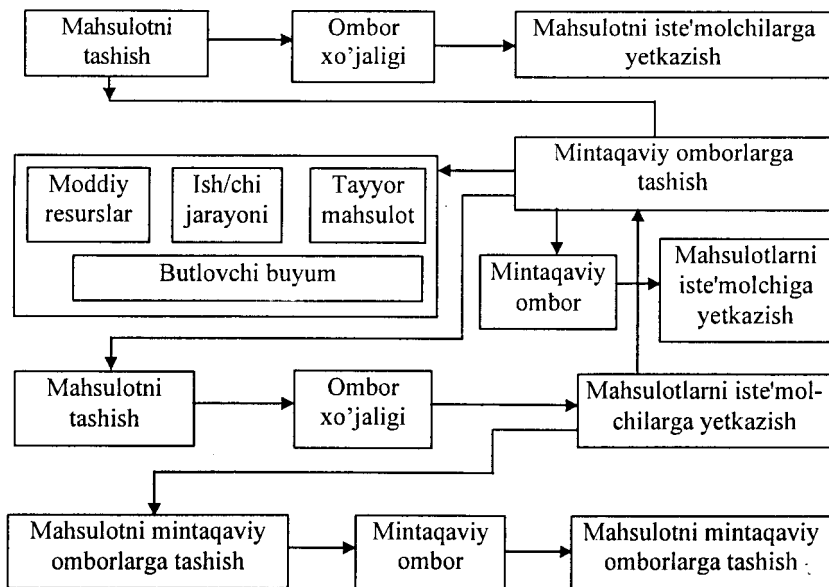 Mahsulotni
tashish
Ombor
xo’jaligi
Mahsulotni iste'molchilarga
yetkazish
Mintaqaviy omborlarga
tashish
Moddiy
resurslar
Ish/chi
jarayoni
Tayyor
mahsulot
Butlovchi buyum
Mintaqaviy
ombor
Mahsulotlarni
iste'molchiga
yetkazish
Mahsulotni
tashish
Ombor
xo’jaligi
Mahsulotlarni iste'mol-
chilarga yetkazish
Mahsulotni mintaqaviy
omborlarga tashish
Mintaqaviy
ombor
Mahsulotni mintaqaviy
omborlarga tashish